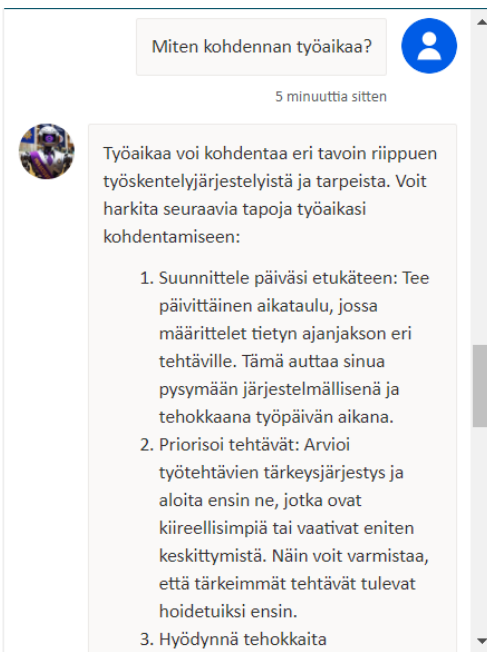 Miten kohdennan työaikaa?
5 minuuttia sitten
Työaikaa voi kohdentaa eri tavoin riippuen
työskentelyjärjestelyistä ja tarpeista. Voit
harkita seuraavia tapoja työaikasi
kohdentamiseen:
1. Suunnittele päiväsi etukäteen: Tee
päivittäinen aikataulu, jossa
määrittelet tietyn ajanjakson eri
tehtäville. Tämä auttaa sinua
pysymään järjestelmällisenä ja
tehokkaana työpäivän aikana.
2. Priorisoi tehtävät: Arvioi
työtehtävien tärkeysjärjestys ja
aloita ensin ne, jotka ovat
kiireellisimpiä tai vaativat eniten
keskittymistä. Näin voit varmistaa,
että tärkeimmät tehtävät tulevat
hoidetuiksi ensin.
3. Hyödynnä tehokkaita